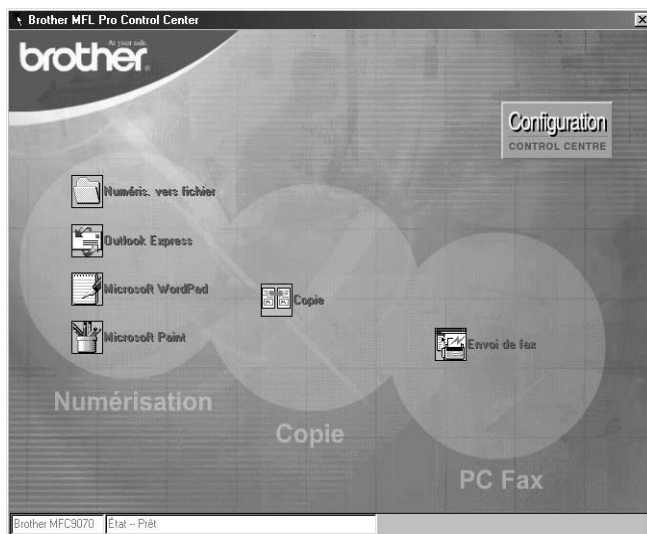 Brother MFL Pro Control Center
At your side.
brother
Configuration
CONTROL CENTRE
Numéris. vers fichier
Outlook Express
Microsoft WordPad
Microsoft Paint
Numérisation
Copie
Copie
Envoi de fax
PC Fax
Brother MFC9070
État -- Prêt